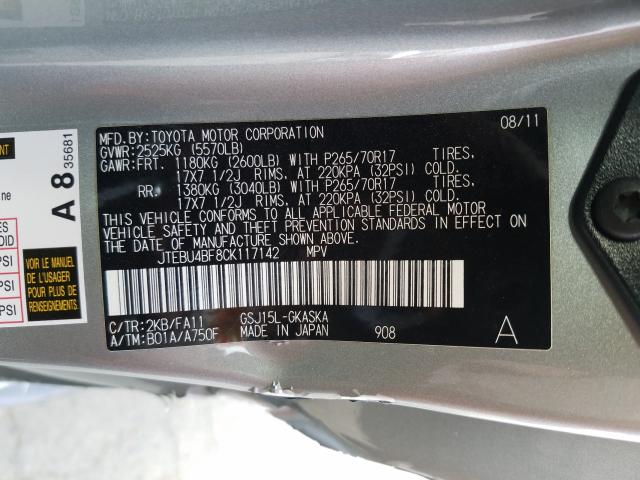 MFD.BY:TOYOTA MOTOR CORPORATION 08/11
GVWR:2525KG (5570LB)
GAWR:FRT. 1180KG (2600LB) WITH P265/70R17 TIRES,
17X7 1/2J RIMS, AT 220KPA (32PSI) COLD.
RR. 1380KG (3040LB) WITH P265/70R17 TIRES,
17X7 1/2J RIMS, AT 220KPA (32PSI) COLD.
THIS VEHICLE CONFORMS TO ALL APPLICABLE FEDERAL MOTOR
VEHICLE SAFETY AND THEFT PREVENTION STANDARDS IN EFFECT ON
THE DATE OF MANUFACTURE SHOWN ABOVE.
JTEBU4BF8CK117142 MPV
C/TR:2KB/FA11 GSJ15L-GKASKA
A/TM:B01A/A750F MADE IN JAPAN 908 A
A 8 35681
VOIR LE MANUEL
DE L'USAGER
POUR PLUS DE
RENSEIGNEMENTS.
PSI
PSI
PSI